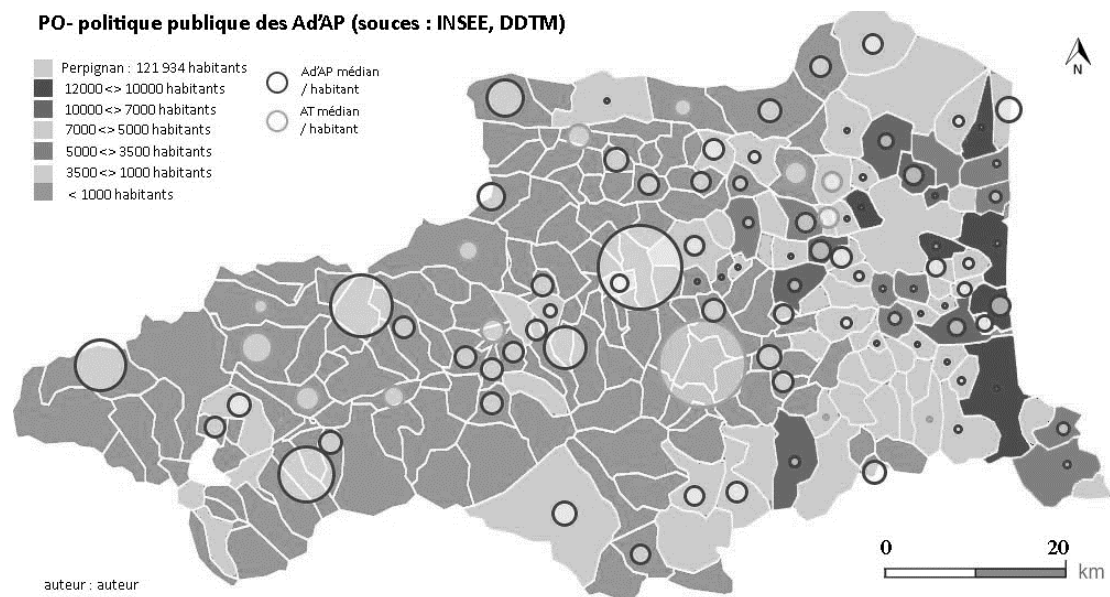 PO- politique publique des Ad'AP (souces : INSEE, DDTM)
Perpignan : 121 934 habitants
12000 <> 10000 habitants
10000 <> 7000 habitants
7000 <> 5000 habitants
5000 <> 3500 habitants
3500 <> 1000 habitants
< 1000 habitants
Ad'AP médian
/ habitant
AT médian
/ habitant
N
0 20
km
auteur : auteur